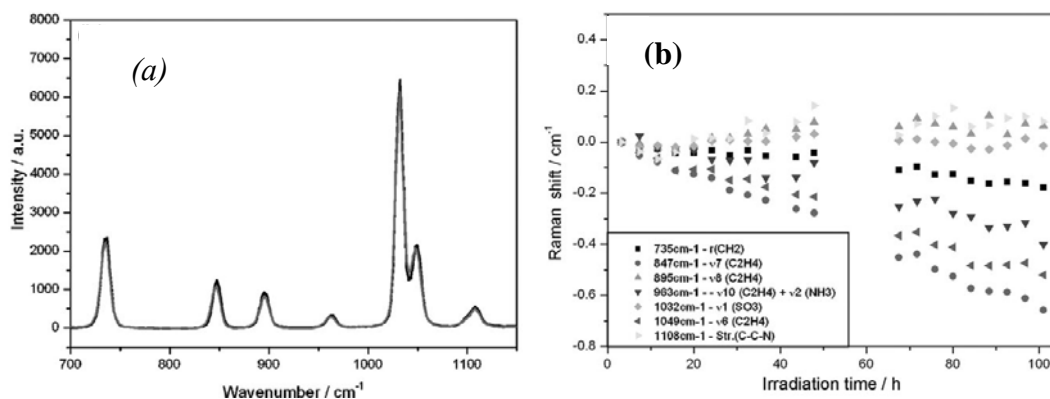 (a)
8000
7000
6000
5000
4000
3000
2000
1000
0
Intensity / a.u.
700 800 900 1000 1100
Wavenumber / cm-1
(b)
0.4
0.2
0.0
-0.2
-0.4
-0.6
-0.8
Raman shift / cm-1
735cm-1 - r(CH2)
847cm-1 - ν7 (C2H4)
895cm-1 - ν8 (C2H4)
963cm-1 - - ν10 (C2H4) + ν2 (NH3)
1032cm-1 - ν1 (SO3)
1049cm-1 - ν6 (C2H4)
1108cm-1 - Str.(C-C-N)
0 20 40 60 80 100
Irradiation time / h